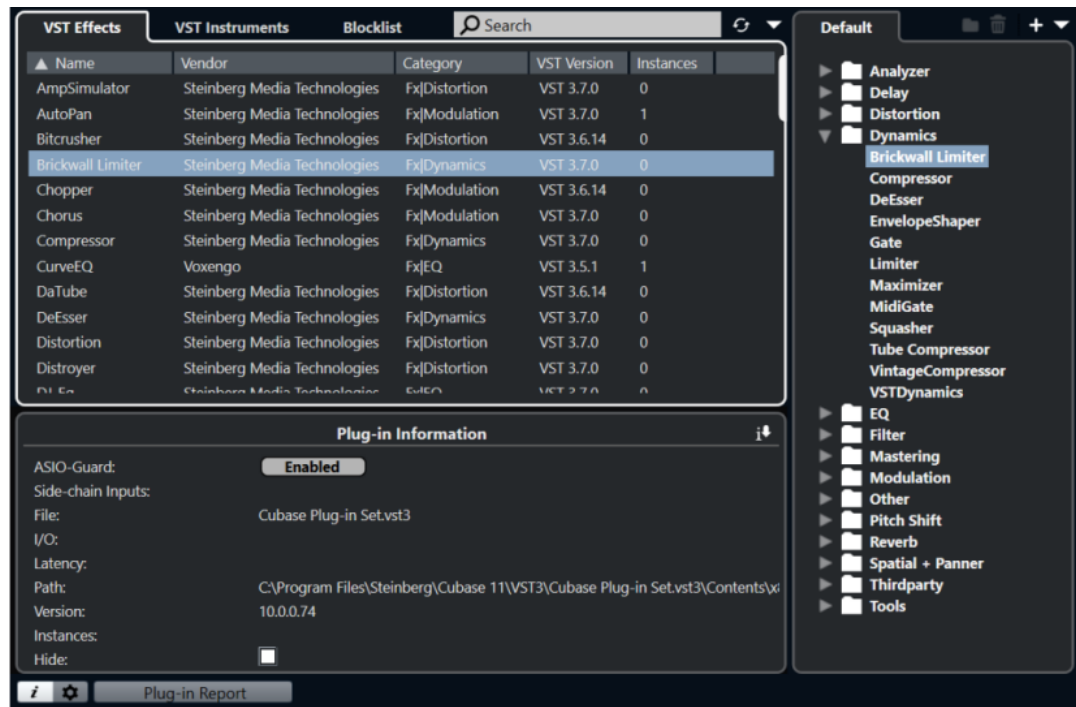 VST Effects VST Instruments Blocklist Search
Name Vendor Category VST Version Instances
AmpSimulator Steinberg Media Technologies Fx|Distortion VST 3.7.0 0
AutoPan Steinberg Media Technologies Fx|Modulation VST 3.7.0 1
Bitcrusher Steinberg Media Technologies Fx|Distortion VST 3.6.14 0
Brickwall Limiter Steinberg Media Technologies Fx|Dynamics VST 3.7.0 0
Chopper Steinberg Media Technologies Fx|Modulation VST 3.6.14 0
Chorus Steinberg Media Technologies Fx|Modulation VST 3.7.0 0
Compressor Steinberg Media Technologies Fx|Dynamics VST 3.7.0 0
CurveEQ Voxengo Fx|EQ VST 3.5.1 1
DaTube Steinberg Media Technologies Fx|Distortion VST 3.6.14 0
DeEsser Steinberg Media Technologies Fx|Dynamics VST 3.7.0 0
Distortion Steinberg Media Technologies Fx|Distortion VST 3.7.0 0
Distroyer Steinberg Media Technologies Fx|Distortion VST 3.7.0 0
Steinberg Media Technologies Fx|EQ VST 3.7.0 0
Plug-in Information
ASIO-Guard: Enabled
Side-chain Inputs:
File: Cubase Plug-in Set.vst3
I/O:
Latency:
Path: C:\Program Files\Steinberg\Cubase 11\VST3\Cubase Plug-in Set.vst3\Contents\
Version: 10.0.0.74
Instances:
Hide:
i Plug-in Report
Default
Analyzer
Delay
Distortion
Dynamics
Brickwall Limiter
Compressor
DeEsser
EnvelopeShaper
Gate
Limiter
Maximizer
MidiGate
Squasher
Tube Compressor
VintageCompressor
VSTDynamics
EQ
Filter
Mastering
Modulation
Other
Pitch Shift
Reverb
Spatial + Panner
Thirdparty
Tools